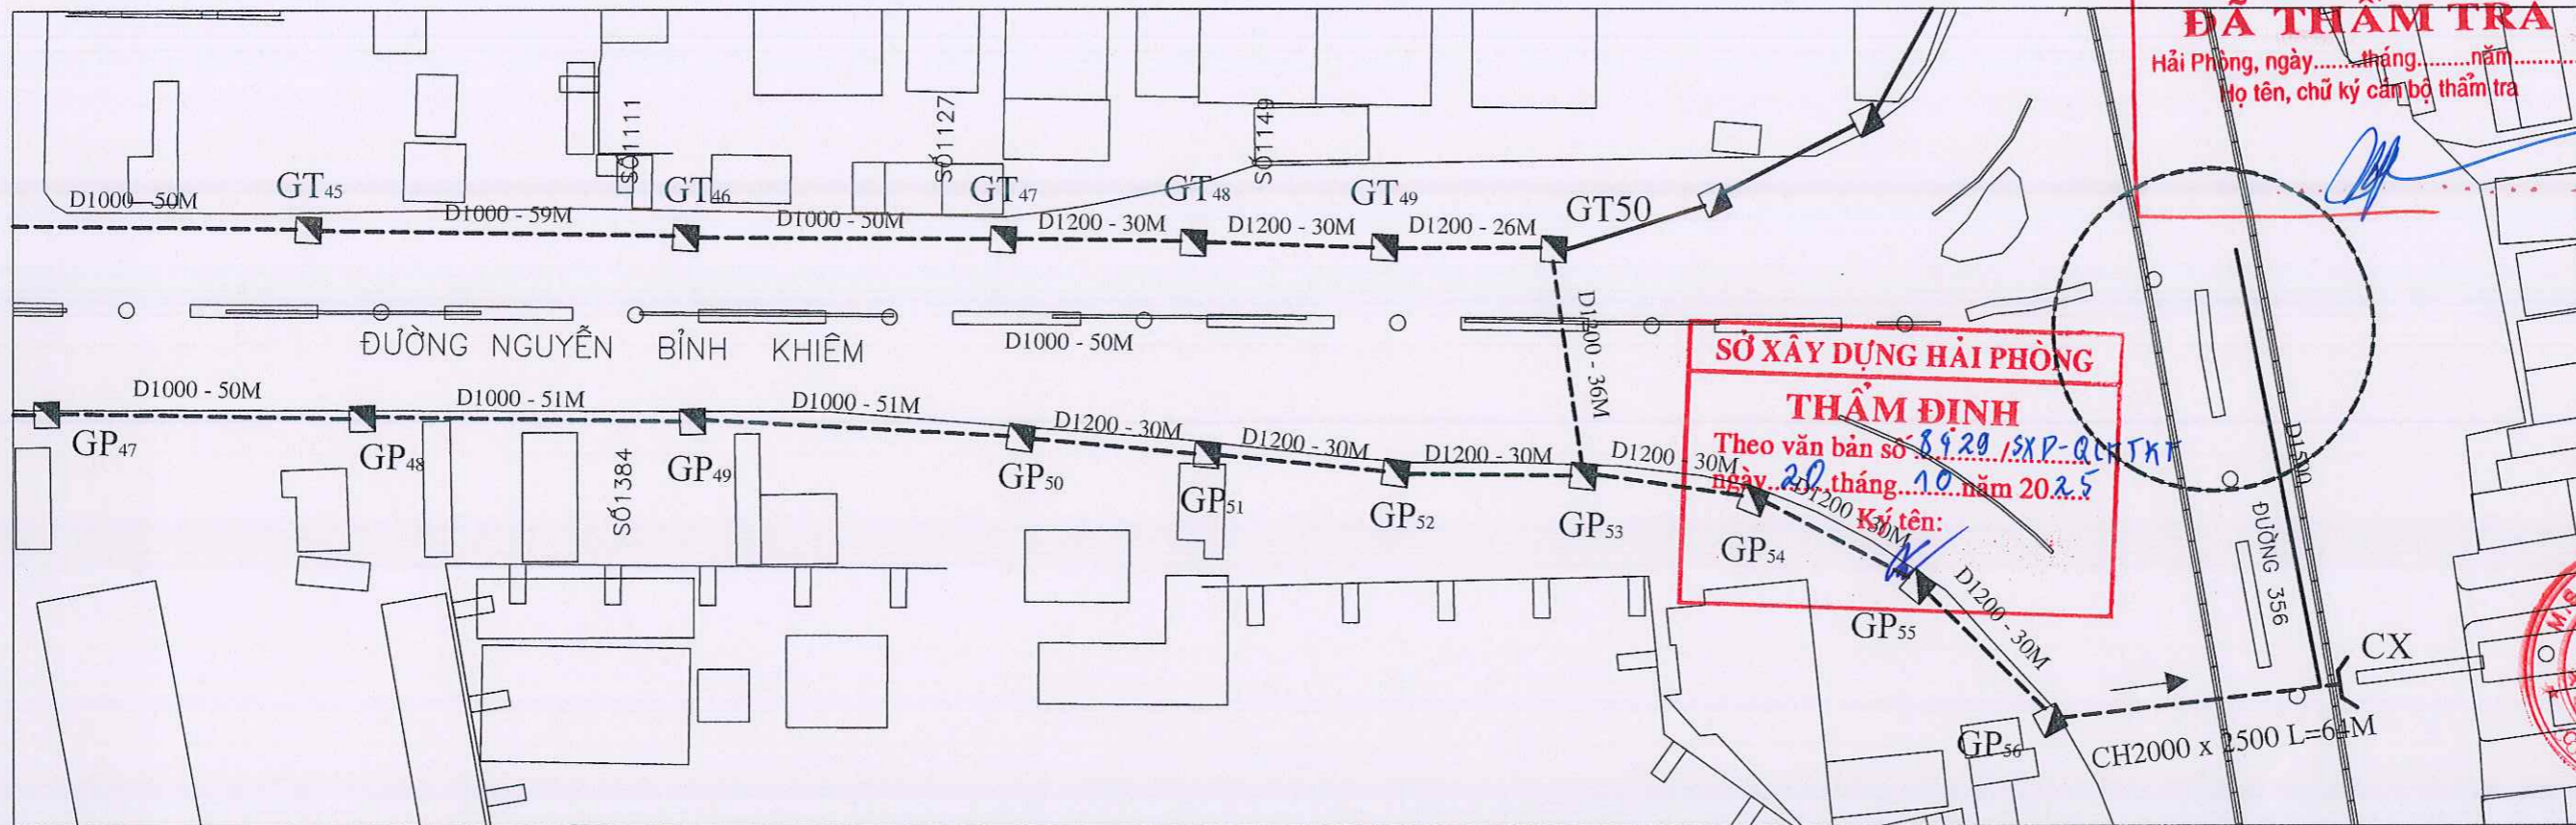 ĐÃ THẨM TRA
Hải Phòng, ngày.........tháng.........năm.........
Họ tên, chữ ký cán bộ thẩm tra
SỐ1111
SỐ1127
SỐ1149
GT45
GT46
GT47
GT48
GT49
GT50
D1000 - 50M
D1000 - 59M
D1000 - 50M
D1200 - 30M
D1200 - 30M
D1200 - 26M
D1200 - 36M
ĐƯỜNG NGUYỄN BỈNH KHIÊM
D1000 - 50M
SỞ XÂY DỰNG HẢI PHÒNG
THẨM ĐỊNH
Theo văn bản số 8429/SXD-QLHTKT
ngày 20 tháng 10 năm 2025
Ký tên:
D1000 - 50M
D1000 - 51M
D1000 - 51M
D1200 - 30M
D1200 - 30M
D1200 - 30M
D1200 - 30M
D1200 - 30M
D1200 - 30M
D1500
ĐƯỜNG 356
GP47
GP48
GP49
GP50
GP51
GP52
GP53
GP54
GP55
GP56
SỐ1384
CX
CH2000 x 2500 L=64M
M.S